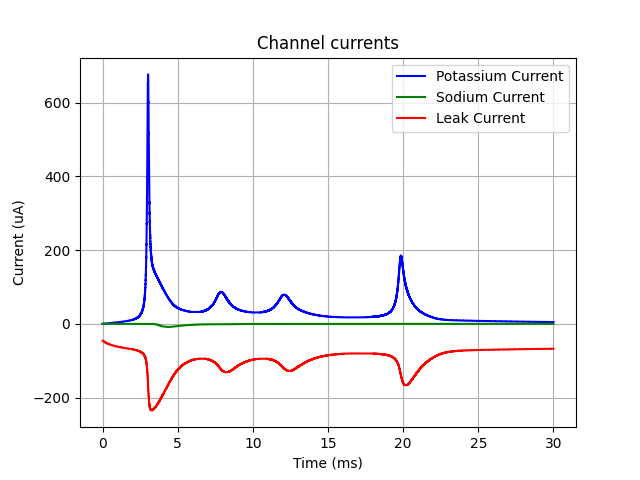 Channel currents
Potassium Current
Sodium Current
Leak Current
Current (uA)
600
400
200
0
−200
0 5 10 15 20 25 30
Time (ms)